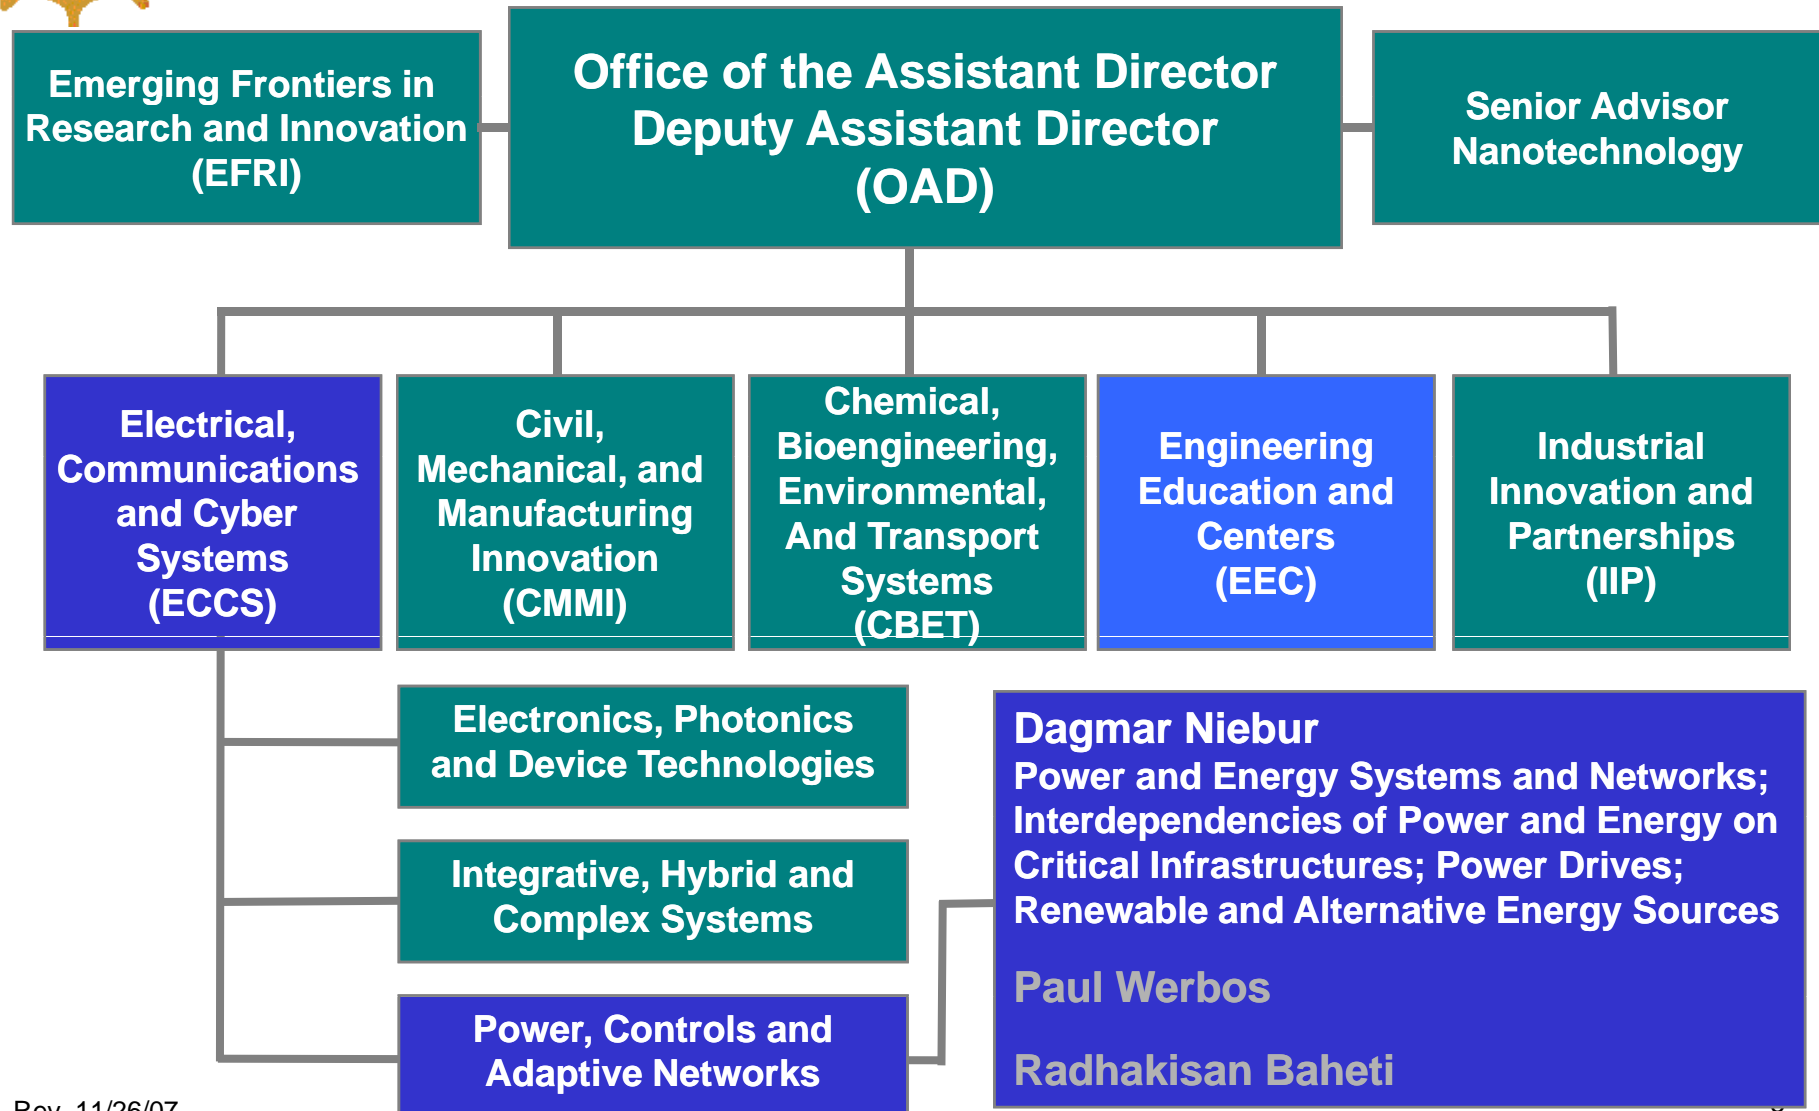 Emerging Frontiers in
Research and Innovation
(EFRI)
Office of the Assistant Director
Deputy Assistant Director
(OAD)
Senior Advisor
Nanotechnology
Electrical,
Communications
and Cyber
Systems
(ECCS)
Civil,
Mechanical, and
Manufacturing
Innovation
(CMMI)
Chemical,
Bioengineering,
Environmental,
And Transport
Systems
(CBET)
Engineering
Education and
Centers
(EEC)
Industrial
Innovation and
Partnerships
(IIP)
Electronics, Photonics
and Device Technologies
Integrative, Hybrid and
Complex Systems
Power, Controls and
Adaptive Networks
Dagmar Niebur
Power and Energy Systems and Networks;
Interdependencies of Power and Energy on
Critical Infrastructures; Power Drives;
Renewable and Alternative Energy Sources
Paul Werbos
Radhakisan Baheti
Rev. 11/26/07